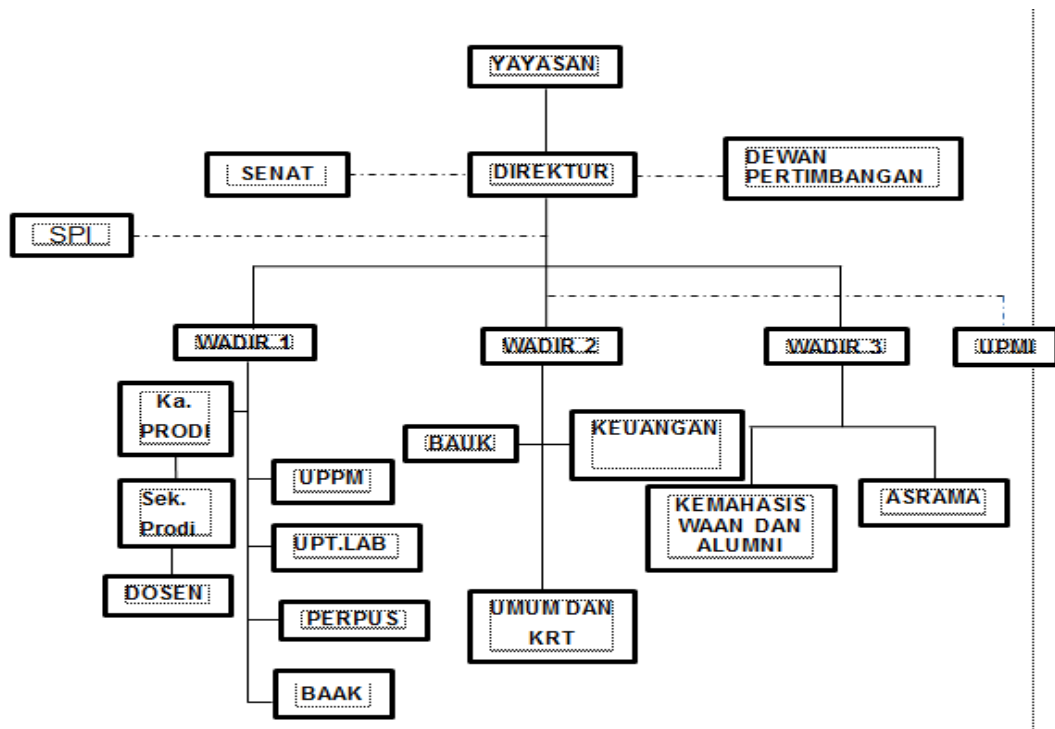 YAYASAN
SENAT
DIREKTUR
DEWAN
PERTIMBANGAN
SPI
WADIR 1
WADIR 2
WADIR 3
UPMI
Ka.
PRODI
BAUK
KEUANGAN
UPPM
Sek.
Prodi
KEMAHASIS
WAAN DAN
ALUMNI
ASRAMA
UPT.LAB
DOSEN
PERPUS
UMUM DAN
KRT
BAAK